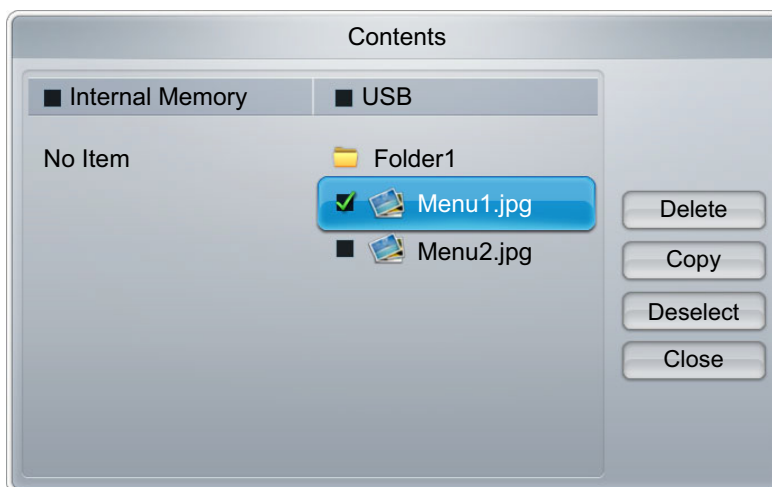 Contents
Internal Memory
USB
No Item
Folder1
Menu1.jpg
Menu2.jpg
Delete
Copy
Deselect
Close